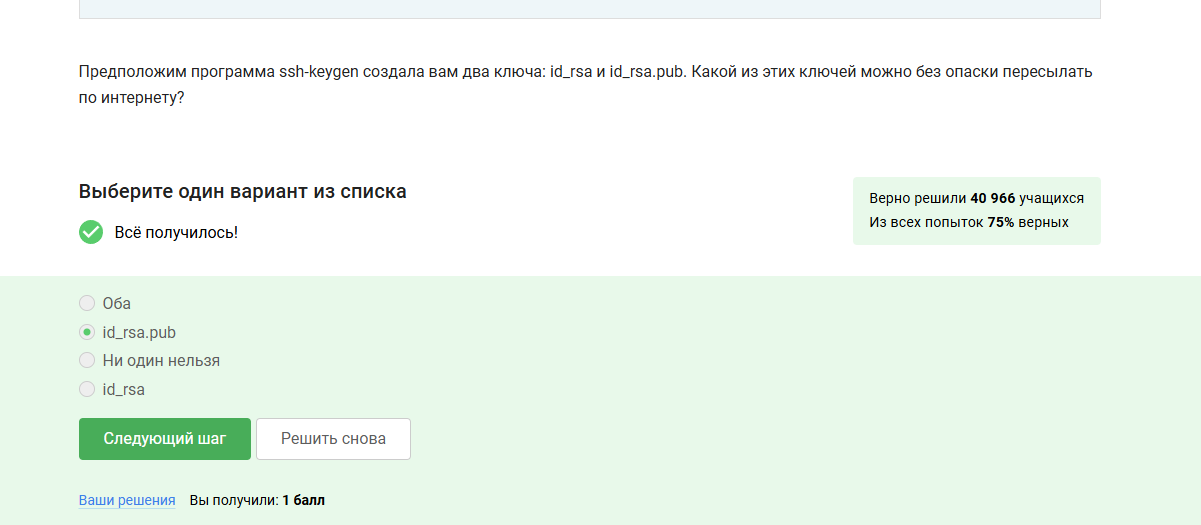 Предположим программа ssh-keygen создала вам два ключа: id_rsa и id_rsa.pub. Какой из этих ключей можно без опаски пересылать
по интернету?
Выберите один вариант из списка
Всё получилось!
Верно решили 40 966 учащихся
Из всех попыток 75% верных
Оба
id_rsa.pub
Ни один нельзя
id_rsa
Следующий шаг
Решить снова
Ваши решения
Вы получили: 1 балл